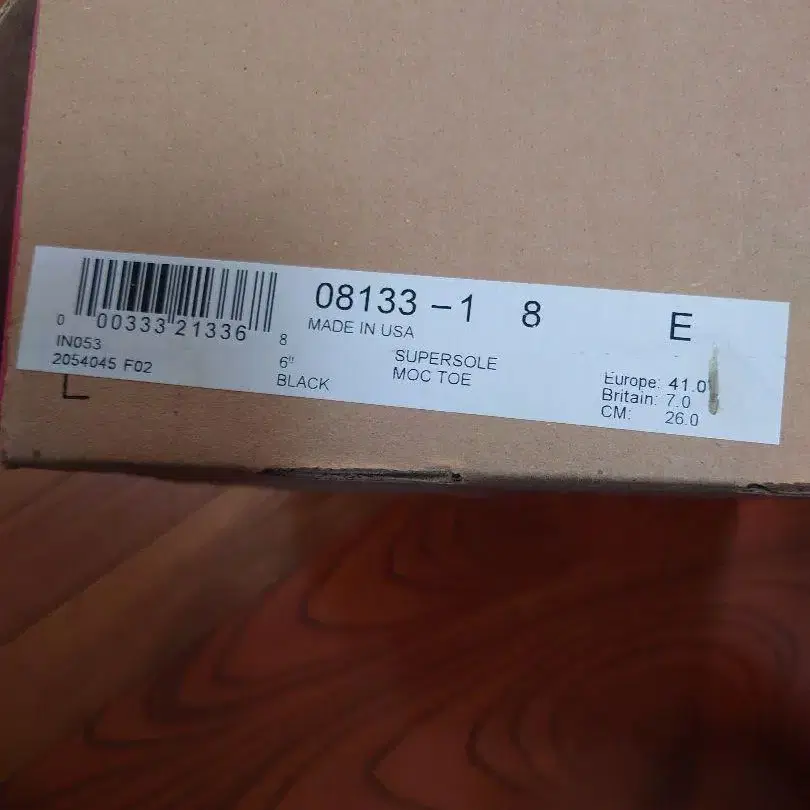 08133-1 8 E
MADE IN USA
0 00333 21336 8
IN053
2054045 F02
6" SUPERSOLE
BLACK MOC TOE
Europe: 41.0
Britain: 7.0
CM: 26.0